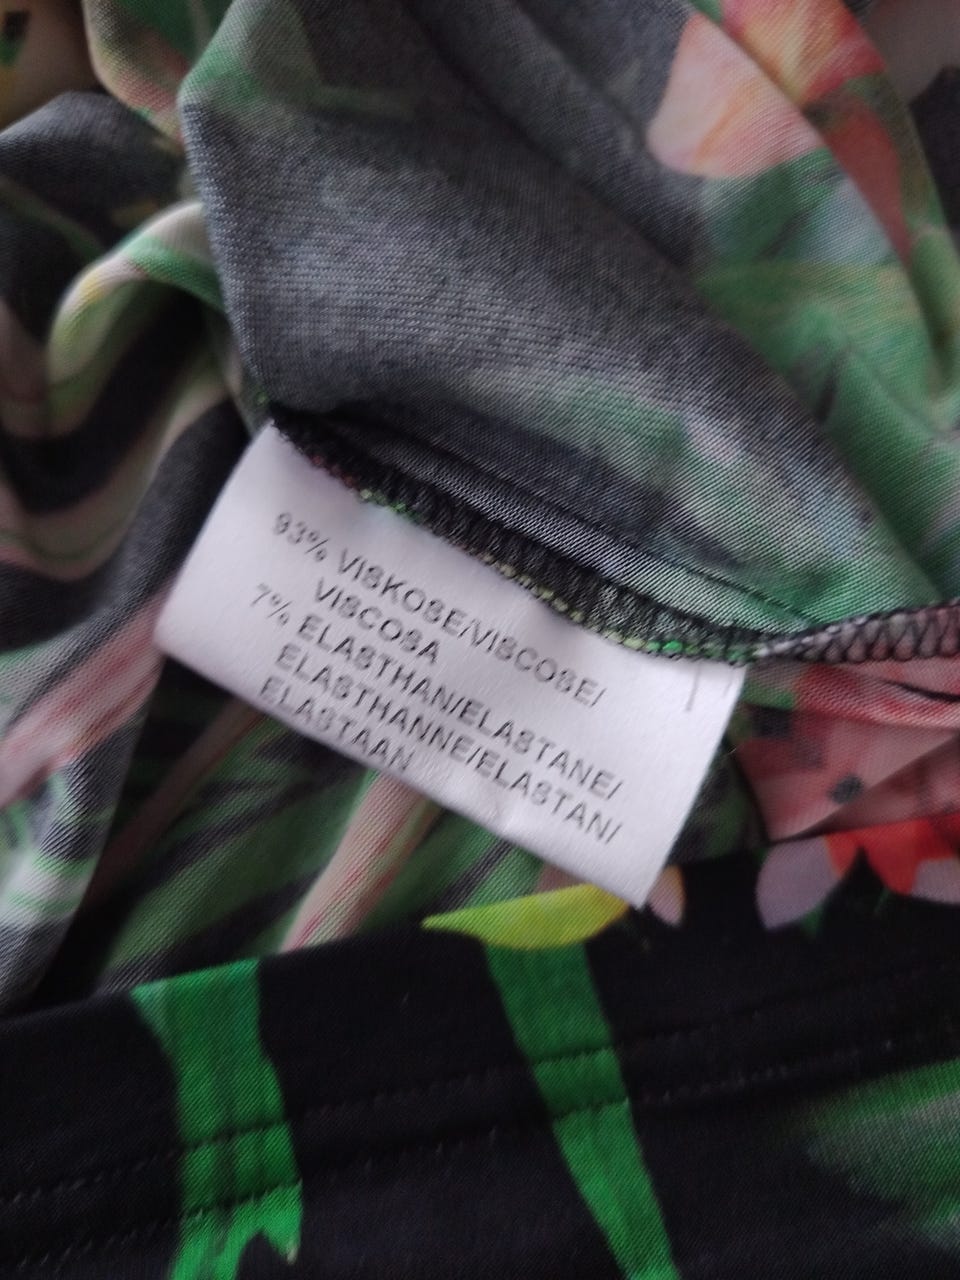 93% VISKOSE/VISCOSE/
VISCOSA
7% ELASTHAN/ELASTANE/
ELASTHANNE/ELASTAN/
ELASTAAN